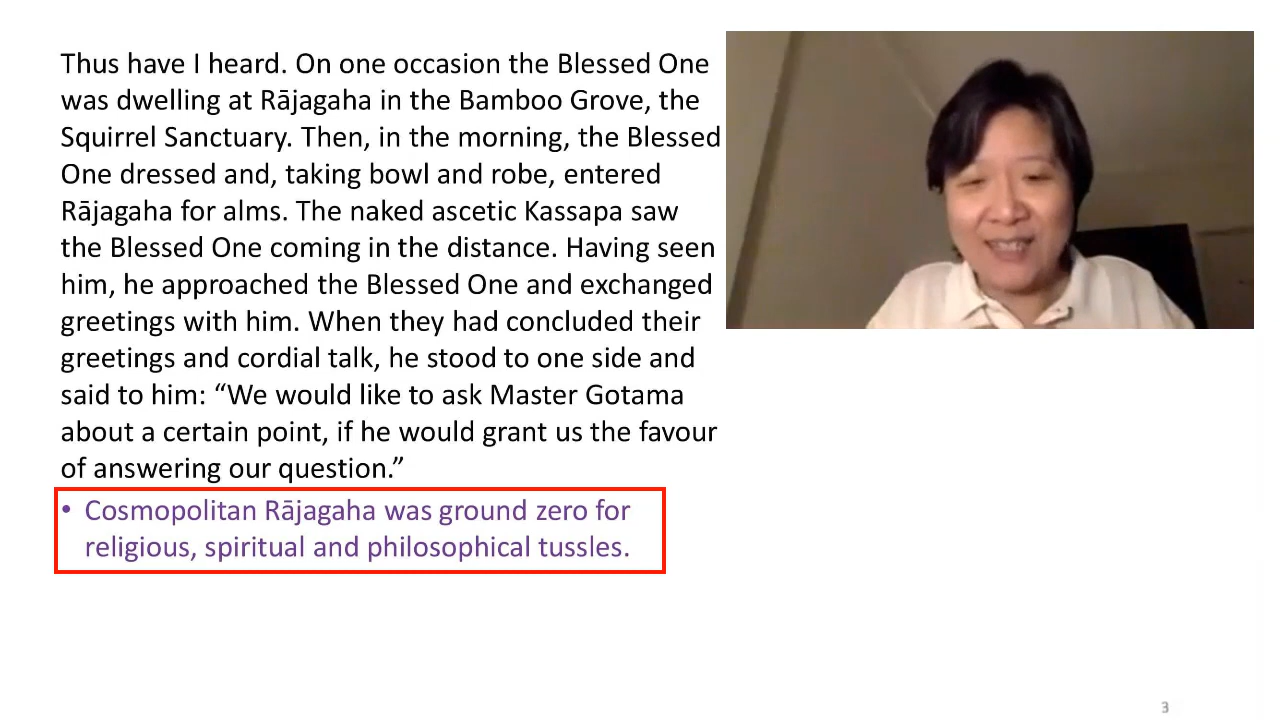 Thus have I heard. On one occasion the Blessed One
was dwelling at Rājagaha in the Bamboo Grove, the
Squirrel Sanctuary. Then, in the morning, the Blessed
One dressed and, taking bowl and robe, entered
Rājagaha for alms. The naked ascetic Kassapa saw
the Blessed One coming in the distance. Having seen
him, he approached the Blessed One and exchanged
greetings with him. When they had concluded their
greetings and cordial talk, he stood to one side and
said to him: “We would like to ask Master Gotama
about a certain point, if he would grant us the favour
of answering our question.”
• Cosmopolitan Rājagaha was ground zero for
religious, spiritual and philosophical tussles.
3